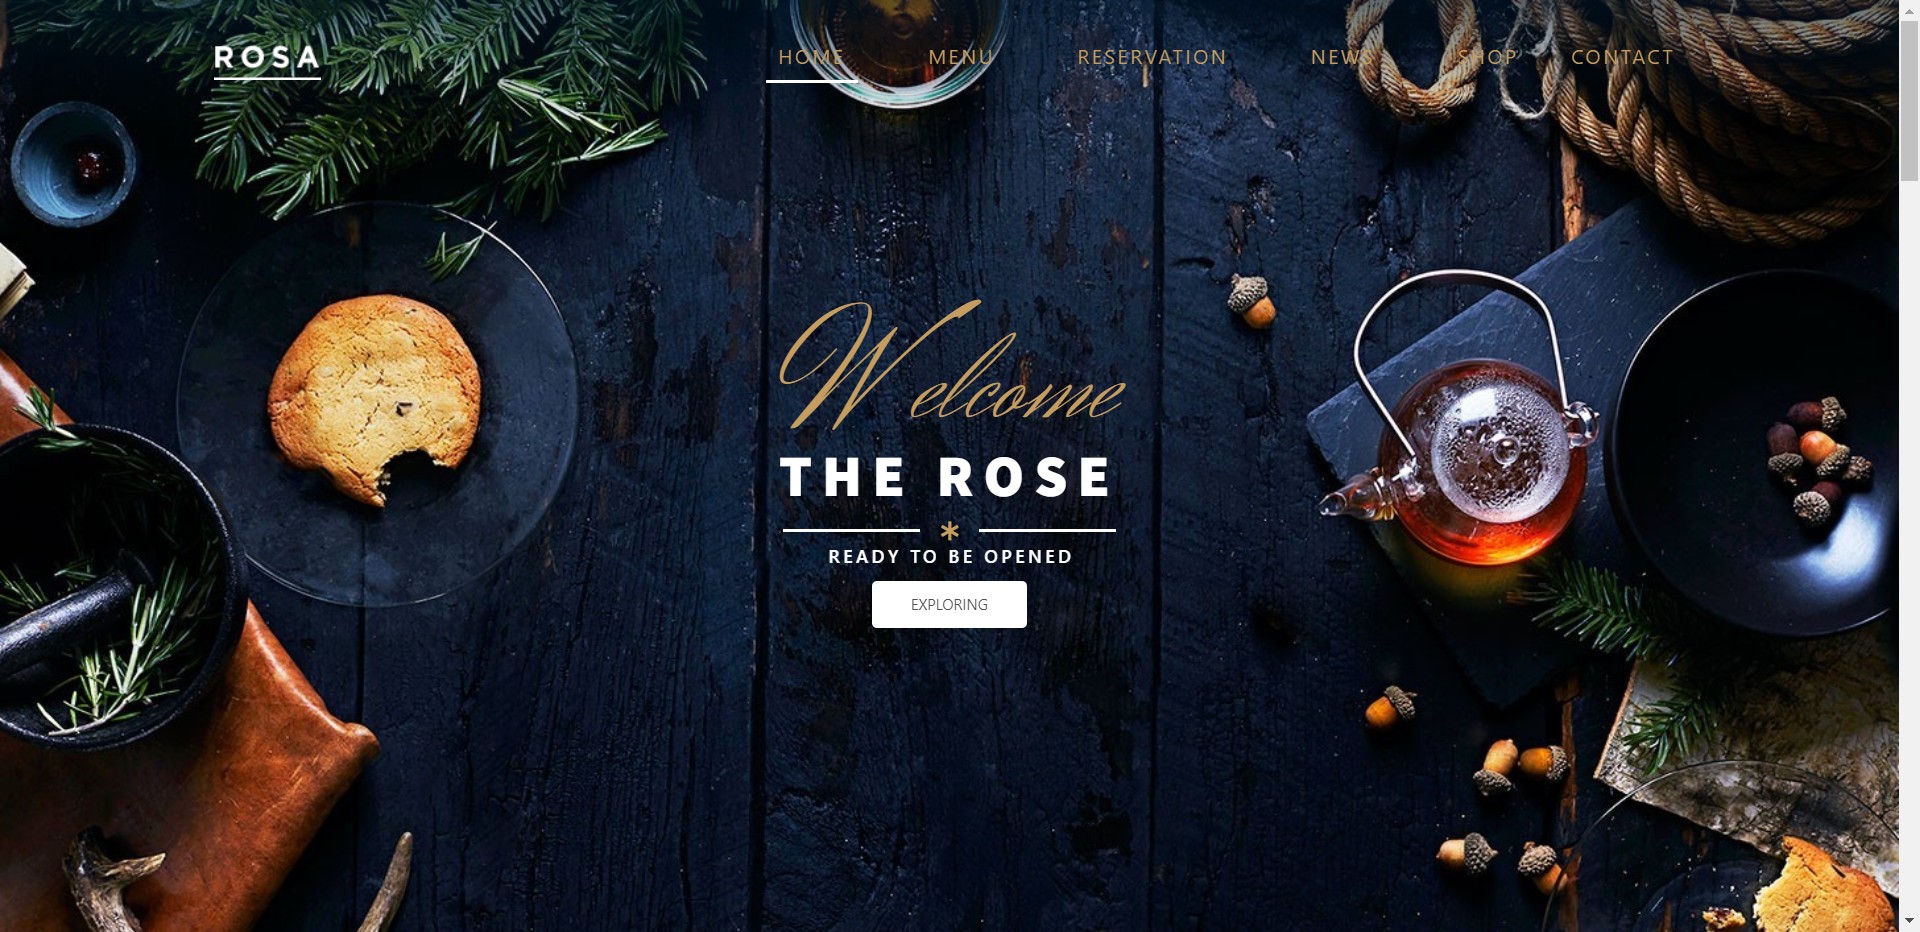 ROSA
HOME MENU RESERVATION NEWS SHOP CONTACT
Welcome
THE ROSE
READY TO BE OPENED
EXPLORING